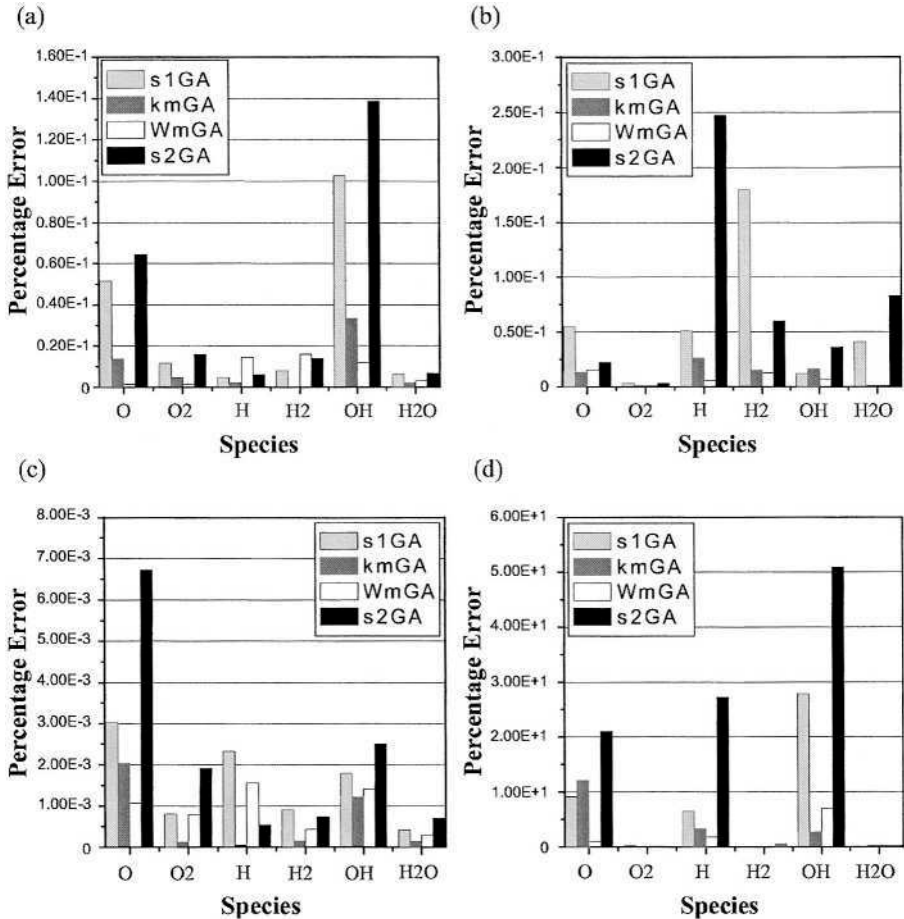 (a)
1.60E-1
1.40E-1
1.00E-1
0.80E-1
0.60E-1
0.40E-1
0.20E-1
0
Percentage Error
s1GA
kmGA
WmGA
s2GA
O O2 H H2 OH H2O
Species
(b)
3.00E-1
2.50E-1
2.00E-1
1.50E-1
1.00E-1
0.50E-1
0
Percentage Error
s1GA
kmGA
WmGA
s2GA
O O2 H H2 OH H2O
Species
(c)
8.00E-3
7.00E-3
6.00E-3
5.00E-3
4.00E-3
3.00E-3
2.00E-3
1.00E-3
0
Percentage Error
s1GA
kmGA
WmGA
s2GA
O O2 H H2 OH H2O
Species
(d)
6.00E+1
5.00E+1
4.00E+1
3.00E+1
2.00E+1
1.00E+1
0
Percentage Error
s1GA
kmGA
WmGA
s2GA
O O2 H H2 OH H2O
Species